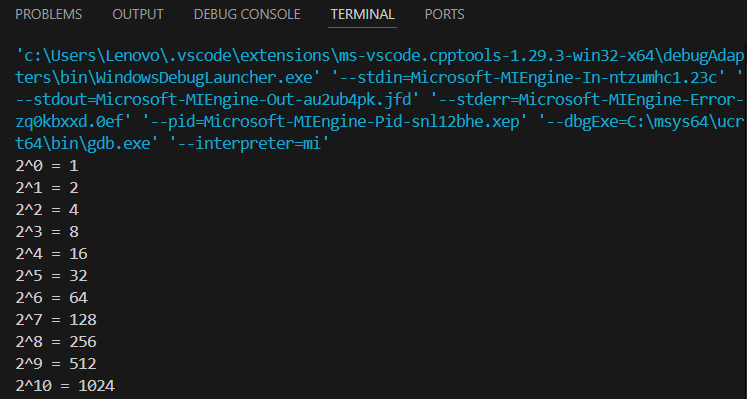 PROBLEMS OUTPUT DEBUG CONSOLE TERMINAL PORTS
'c:\Users\Lenovo\.vscode\extensions\ms-vscode.cpptools-1.29.3-win32-x64\debugAdap
ters\bin\WindowsDebugLauncher.exe' '--stdin=Microsoft-MIEngine-In-ntzumhc1.23c' '
--stdout=Microsoft-MIEngine-Out-au2ub4pk.jfd' '--stderr=Microsoft-MIEngine-Error-
zq0kbxxd.0ef' '--pid=Microsoft-MIEngine-Pid-snl12bhe.xep' '--dbgExe=C:\msys64\ucr
t64\bin\gdb.exe' '--interpreter=mi'
2^0 = 1
2^1 = 2
2^2 = 4
2^3 = 8
2^4 = 16
2^5 = 32
2^6 = 64
2^7 = 128
2^8 = 256
2^9 = 512
2^10 = 1024